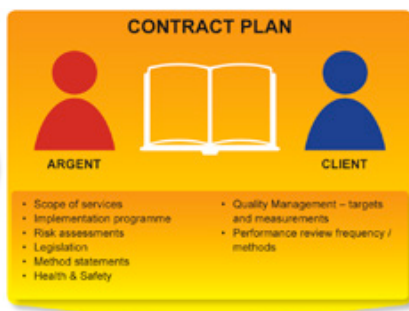 CONTRACT PLAN
ARGENT
CLIENT
• Scope of services
• Implementation programme
• Risk assessments
• Legislation
• Method statements
• Health & Safety
• Quality Management – targets
and measurements
• Performance review frequency /
methods